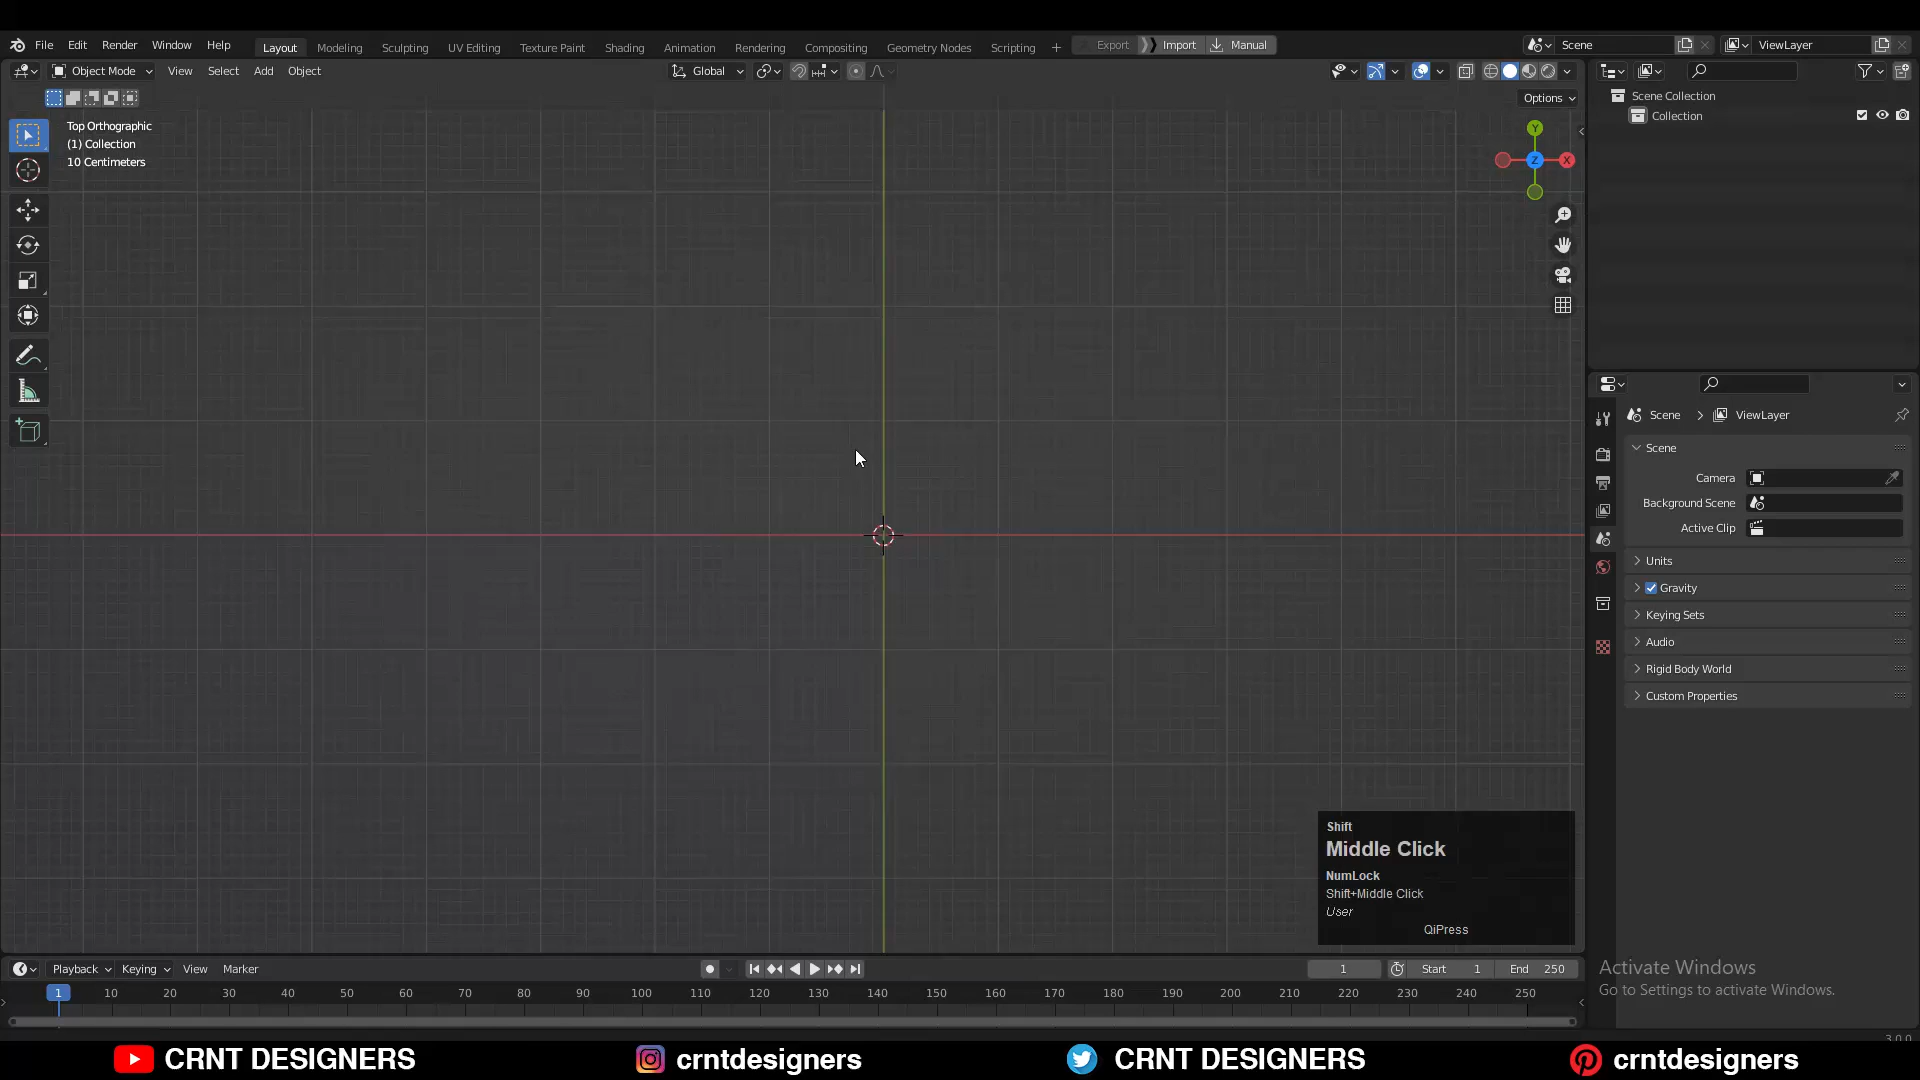 File Edit Render Window Help Layout Modeling Sculpting UV Editing Texture Paint Shading Animation Rendering Compositing Geometry Nodes Scripting + Export Import Manual Scene ViewLayer
Object Mode View Select Add Object Global
Options
Top Orthographic
(1) Collection
10 Centimeters
Y
X
Z
Scene Collection
Collection
Scene ViewLayer
Scene
Camera
Background Scene
Active Clip
Units
Gravity
Keying Sets
Audio
Rigid Body World
Custom Properties
Shift
Middle Click
NumLock
Shift+Middle Click
User
QiPress
Playback Keying View Marker 1 Start 1 End 250
1 10 20 30 40 50 60 70 80 90 100 110 120 130 140 150 160 170 180 190 200 210 220 230 240 250
Activate Windows
Go to Settings to activate Windows.
3.0.0
CRNT DESIGNERS crntdesigners CRNT DESIGNERS crntdesigners